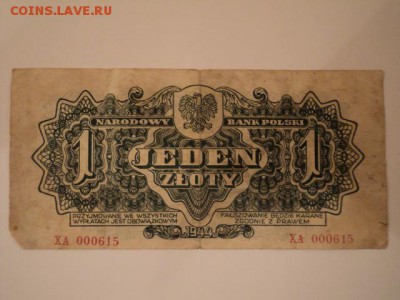 COINS.LAVE.RU
NARODOWY BANK POLSKI
1 JEDEN 1
ZŁOTY
PRZYJMOWANIE WE WSZYSTKICH
WYPŁATACH JEST OBOWIĄZKOWYM
FAŁSZOWANIE BĘDZIE KARANE
ZGODNIE Z PRAWEM
1944
XA 000615 XA 000615